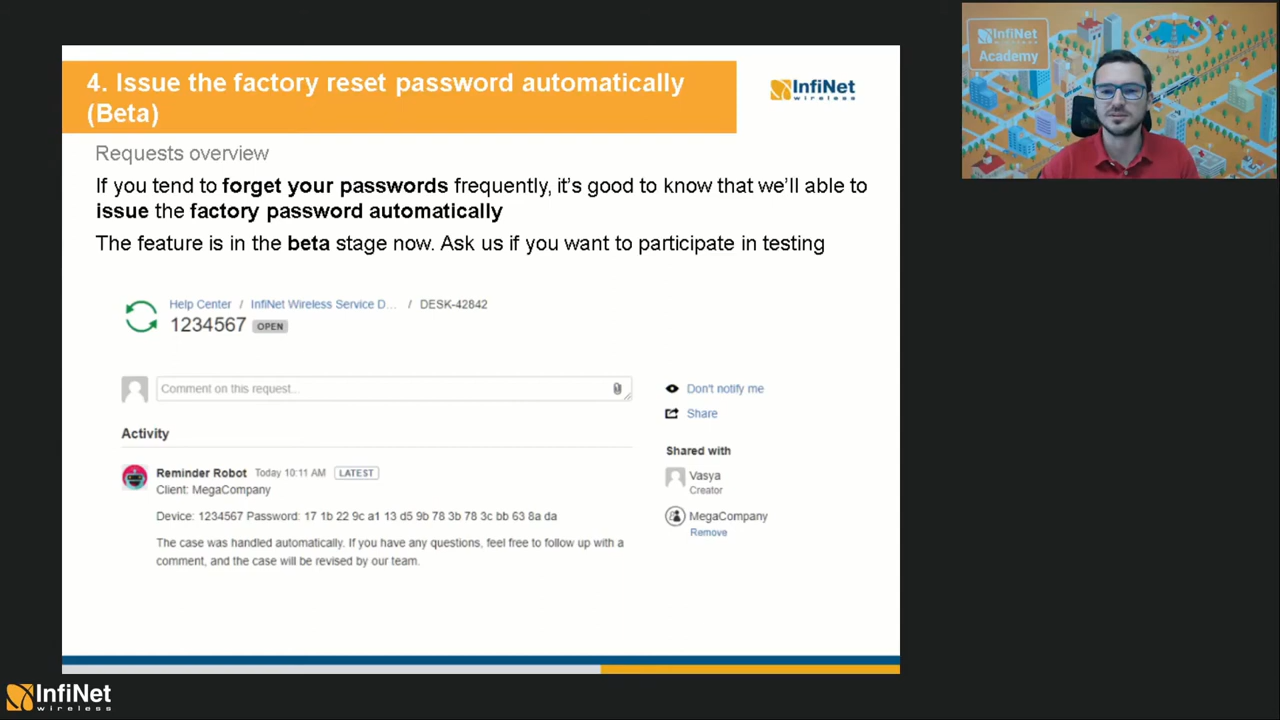 4. Issue the factory reset password automatically
(Beta)
InfiNet
wireless
InfiNet
wireless
Academy
Requests overview
If you tend to forget your passwords frequently, it's good to know that we'll able to
issue the factory password automatically
The feature is in the beta stage now. Ask us if you want to participate in testing
Help Center / InfiNet Wireless Service D... / DESK-42842
1234567 OPEN
Comment on this request...
Don't notify me
Share
Activity
Shared with
Reminder Robot Today 10:11 AM LATEST
Client: MegaCompany
Vasya
Creator
Device: 1234567 Password: 17 1b 22 9c a1 13 d5 9b 78 3b 78 3c bb 63 8a da
MegaCompany
Remove
The case was handled automatically. If you have any questions, feel free to follow up with a
comment, and the case will be revised by our team.
InfiNet
wireless